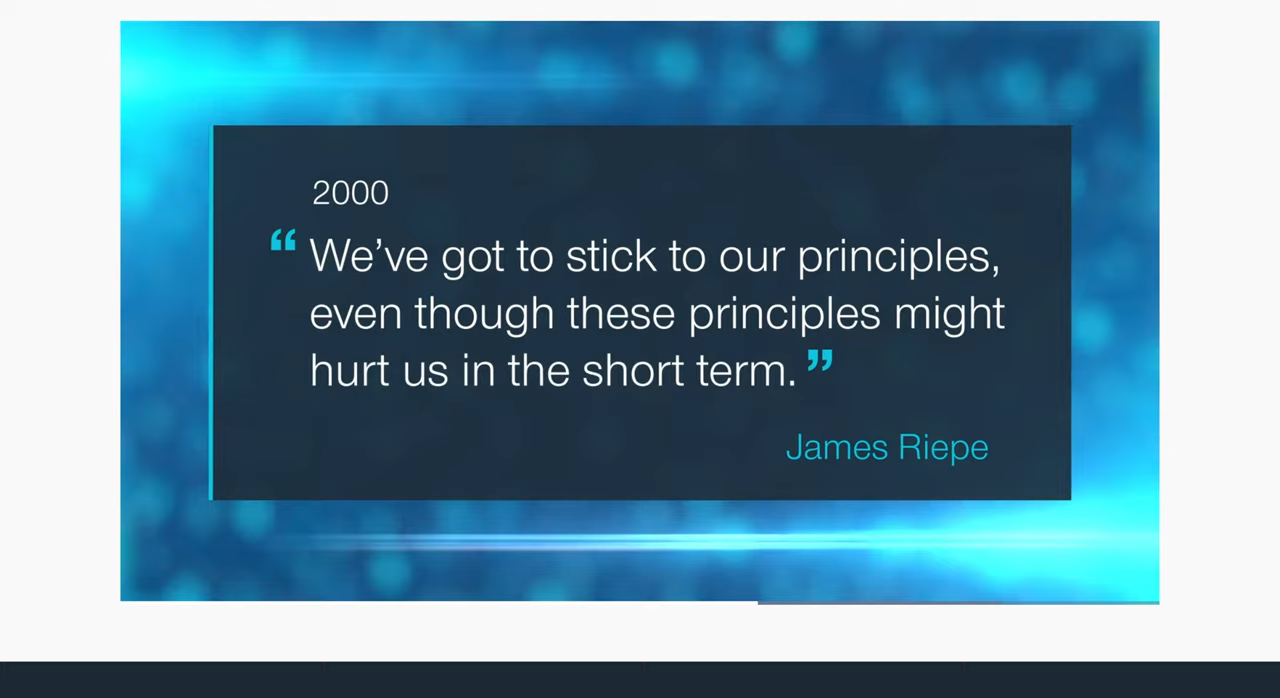 2000
“We’ve got to stick to our principles,
even though these principles might
hurt us in the short term.”
James Riepe